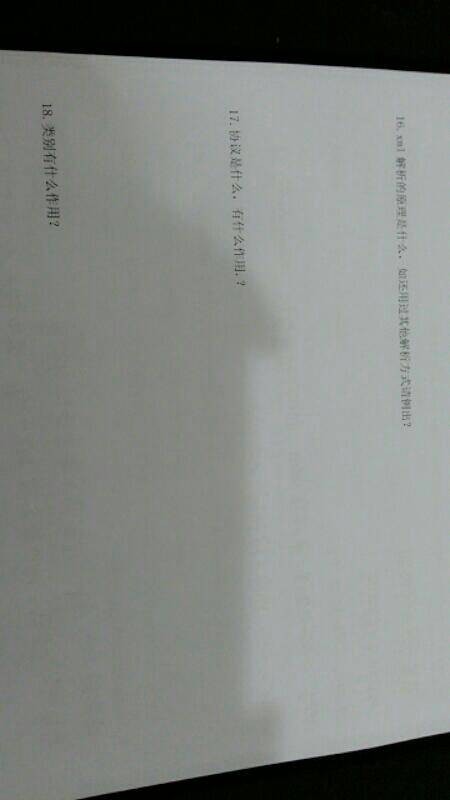 16. xml 解析的原理是什么，如还用过其他解析方式请例出?
17. 协议是什么，有什么作用.?
18. 类别有什么作用?